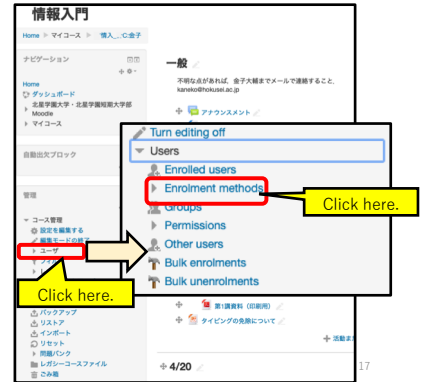 情報入門
Home ▶ マイコース ▶ 情入_...:C:金子
ナビゲーション
Home
ダッシュボード
北星学園大学・北星学園短期大学部
Moodle
マイコース
自動出欠ブロック
管理
コース管理
設定を編集する
編集モードの終了
ユーザ
Click here.
バックアップ
リストア
インポート
リセット
問題バンク
レガシーコースファイル
ごみ箱
一般
不明な点があれば、金子大輔までメールで連絡すること。
kaneko@hokusei.ac.jp
アナウンスメント
Turn editing off
Users
Enrolled users
Enrolment methods
Click here.
Groups
Permissions
Other users
Bulk enrolments
Bulk unenrolments
第1講資料（印刷用）
タイピングの免除について
4/20
17